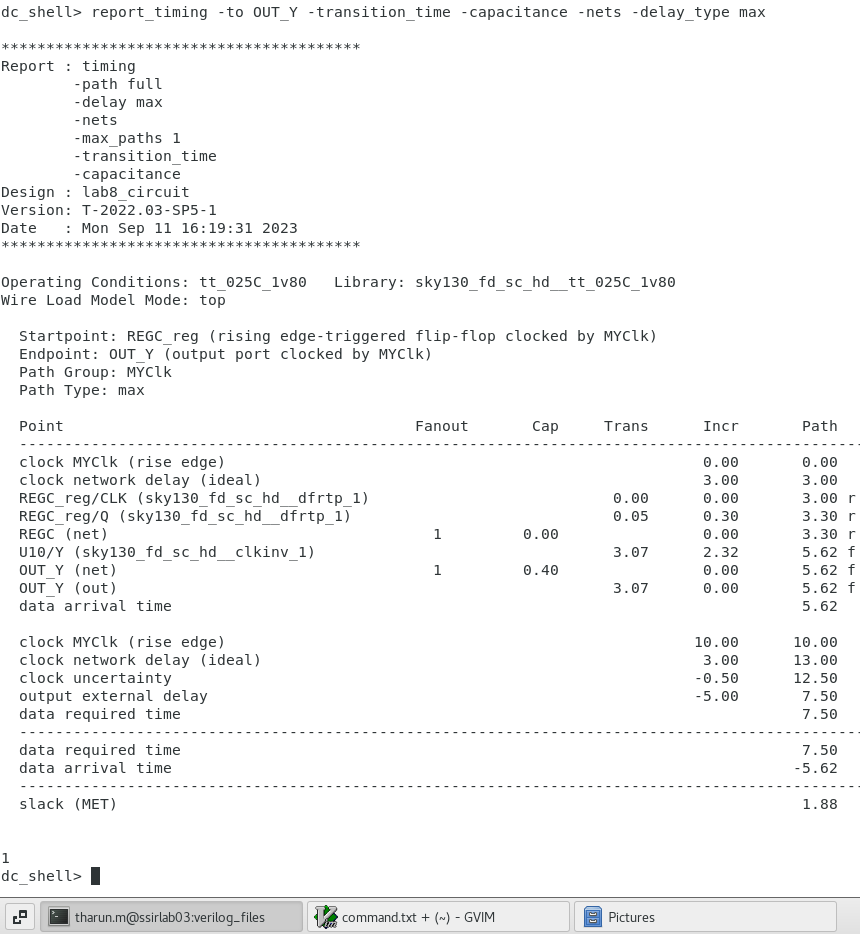 dc_shell> report_timing -to OUT_Y -transition_time -capacitance -nets -delay_type max
****************************************
Report : timing
        -path full
        -delay max
        -nets
        -max_paths 1
        -transition_time
        -capacitance
Design : lab8_circuit
Version: T-2022.03-SP5-1
Date   : Mon Sep 11 16:19:31 2023
****************************************
Operating Conditions: tt_025C_1v80   Library: sky130_fd_sc_hd__tt_025C_1v80
Wire Load Model Mode: top
  Startpoint: REGC_reg (rising edge-triggered flip-flop clocked by MYClk)
  Endpoint: OUT_Y (output port clocked by MYClk)
  Path Group: MYClk
  Path Type: max
  Point                                       Fanout       Cap     Trans      Incr       Path
  ---------------------------------------------------------------------------------------------
  clock MYClk (rise edge)                                                     0.00       0.00
  clock network delay (ideal)                                                 3.00       3.00
  REGC_reg/CLK (sky130_fd_sc_hd__dfrtp_1)                           0.00      0.00       3.00 r
  REGC_reg/Q (sky130_fd_sc_hd__dfrtp_1)                             0.05      0.30       3.30 r
  REGC (net)                                    1         0.00                0.00       3.30 r
  U10/Y (sky130_fd_sc_hd__clkinv_1)                                 3.07      2.32       5.62 f
  OUT_Y (net)                                   1         0.40                0.00       5.62 f
  OUT_Y (out)                                                       3.07      0.00       5.62 f
  data arrival time                                                                      5.62
  clock MYClk (rise edge)                                                    10.00      10.00
  clock network delay (ideal)                                                 3.00      13.00
  clock uncertainty                                                          -0.50      12.50
  output external delay                                                      -5.00       7.50
  data required time                                                                     7.50
  ---------------------------------------------------------------------------------------------
  data required time                                                                     7.50
  data arrival time                                                                     -5.62
  ---------------------------------------------------------------------------------------------
  slack (MET)                                                                            1.88
1
dc_shell>
tharun.m@ssirlab03:verilog_files
command.txt + (~) - GVIM
Pictures